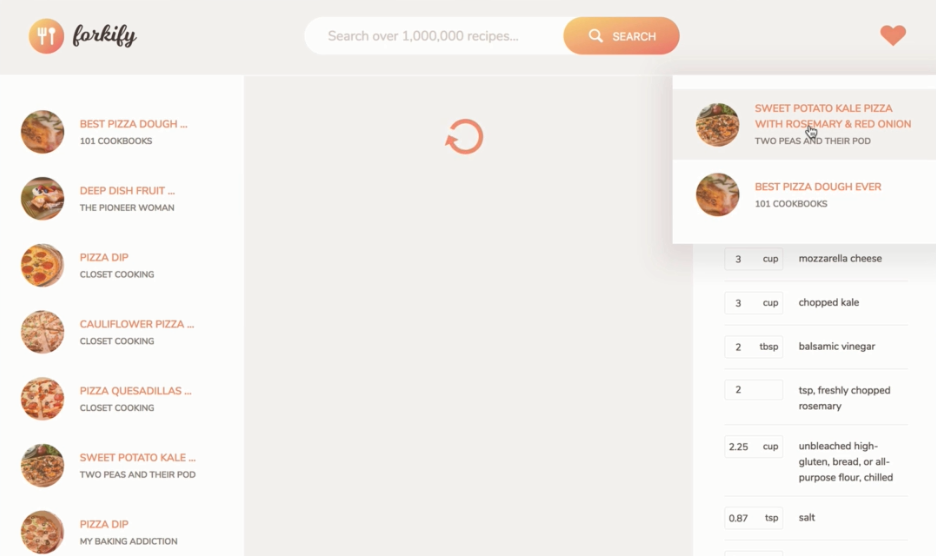 forkify
Search over 1,000,000 recipes...
SEARCH
BEST PIZZA DOUGH ...
101 COOKBOOKS
DEEP DISH FRUIT ...
THE PIONEER WOMAN
PIZZA DIP
CLOSET COOKING
CAULIFLOWER PIZZA ...
CLOSET COOKING
PIZZA QUESADILLAS ...
CLOSET COOKING
SWEET POTATO KALE ...
TWO PEAS AND THEIR POD
PIZZA DIP
MY BAKING ADDICTION
SWEET POTATO KALE PIZZA
WITH ROSEMARY & RED ONION
TWO PEAS AND THEIR POD
BEST PIZZA DOUGH EVER
101 COOKBOOKS
3 cup mozzarella cheese
3 cup chopped kale
2 tbsp balsamic vinegar
2 tsp, freshly chopped
rosemary
2.25 cup unbleached high-
gluten, bread, or all-
purpose flour, chilled
0.87 tsp salt